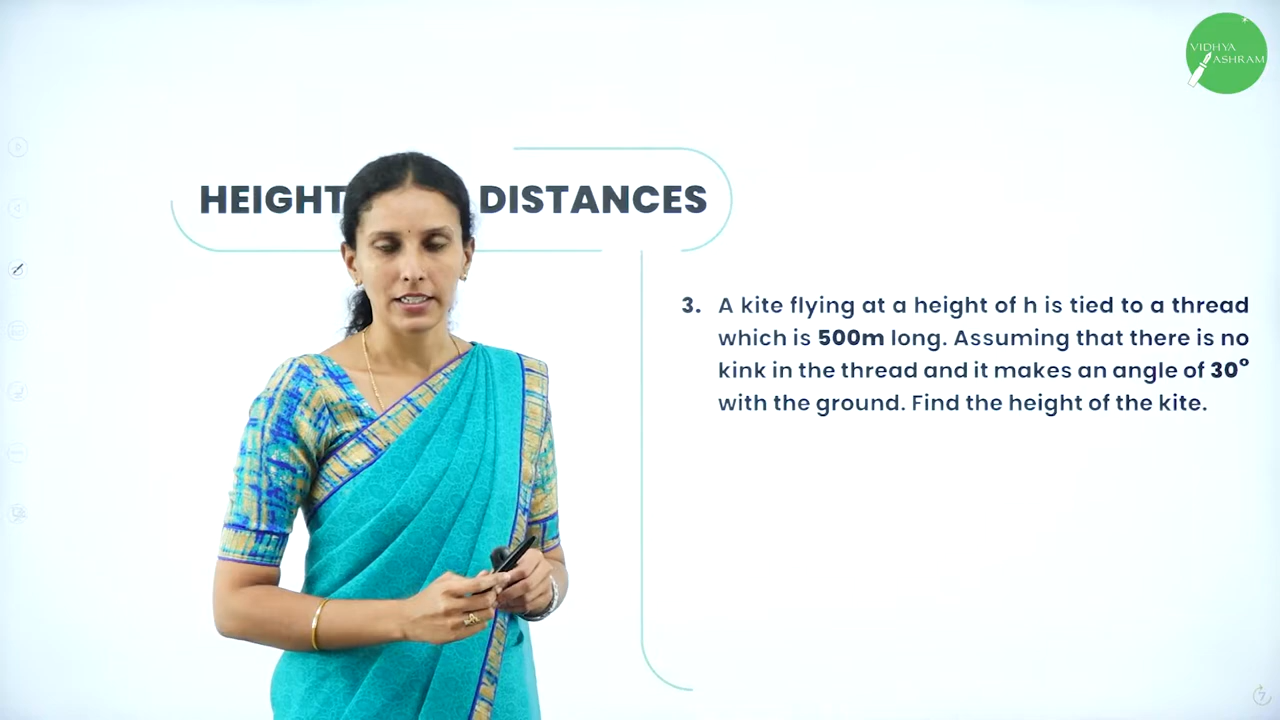 VIDHYA
ASHRAM
HEIGHT DISTANCES
3. A kite flying at a height of h is tied to a thread
which is 500m long. Assuming that there is no
kink in the thread and it makes an angle of 30°
with the ground. Find the height of the kite.
7